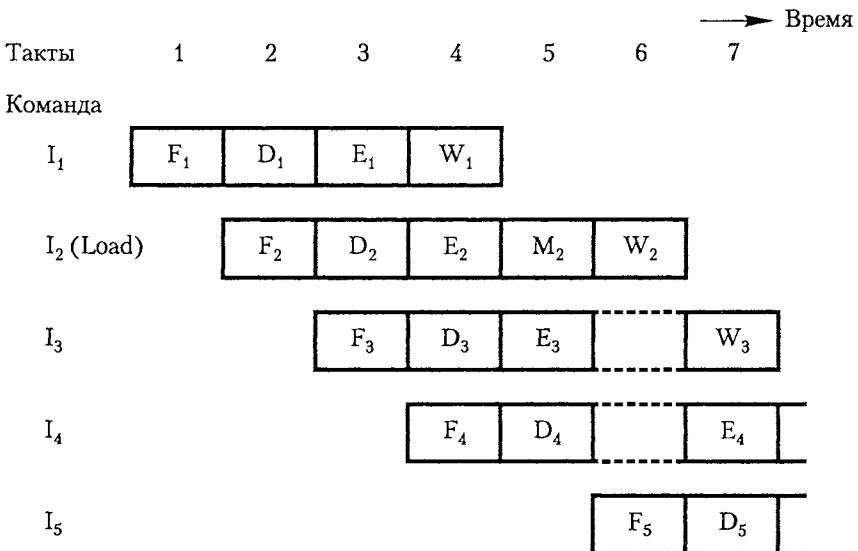 Время
Такты 1 2 3 4 5 6 7
Команда
I₁ F₁ D₁ E₁ W₁
I₂ (Load) F₂ D₂ E₂ M₂ W₂
I₃ F₃ D₃ E₃ W₃
I₄ F₄ D₄ E₄
I₅ F₅ D₅